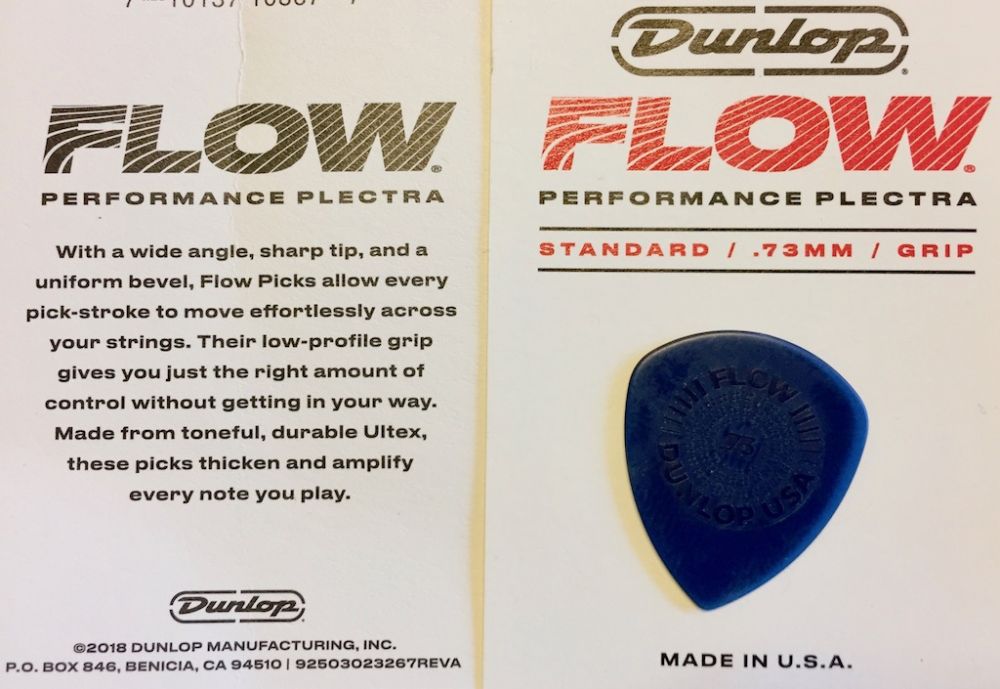 FLOW®
PERFORMANCE PLECTRA
With a wide angle, sharp tip, and a
uniform bevel, Flow Picks allow every
pick-stroke to move effortlessly across
your strings. Their low-profile grip
gives you just the right amount of
control without getting in your way.
Made from toneful, durable Ultex,
these picks thicken and amplify
every note you play.
Dunlop
©2018 DUNLOP MANUFACTURING, INC.
P.O. BOX 846, BENICIA, CA 94510 | 92503023267REVA
Dunlop®
FLOW®
PERFORMANCE PLECTRA
STANDARD / .73MM / GRIP
FLOW
.73
DUNLOP USA
MADE IN U.S.A.